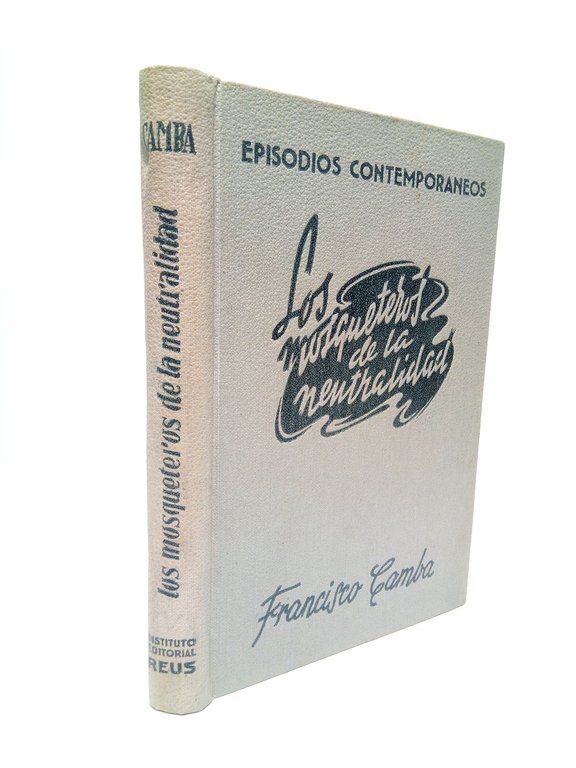 CAMBA
los mosqueteros de la neutralidad
INSTITUTO
EDITORIAL
REUS
EPISODIOS CONTEMPORANEOS
Los
mosqueteros
de la
neutralidad
Francisco Camba